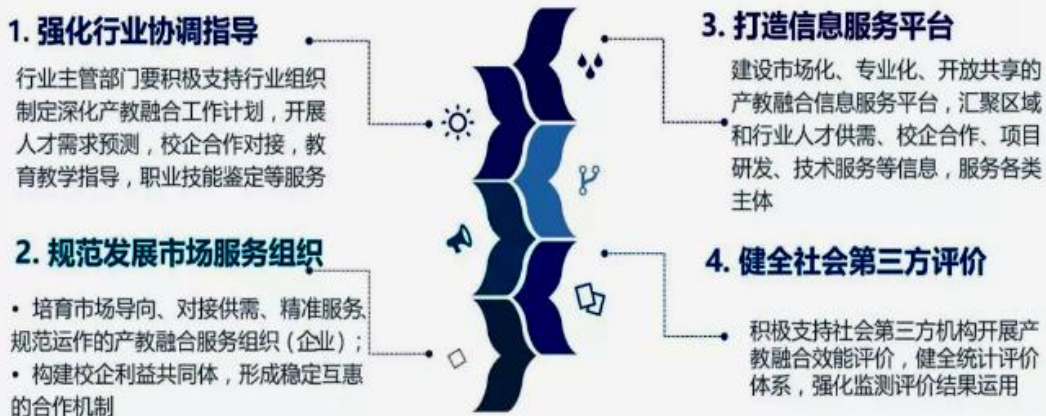 1. 强化行业协调指导
行业主管部门要积极支持行业组织
制定深化产教融合工作计划，开展
人才需求预测，校企合作对接，教
育教学指导，职业技能鉴定等服务
2. 规范发展市场服务组织
• 培育市场导向、对接供需、精准服务、
规范运作的产教融合服务组织（企业）；
• 构建校企利益共同体，形成稳定互惠
的合作机制
3. 打造信息服务平台
建设市场化、专业化、开放共享的
产教融合信息服务平台，汇聚区域
和行业人才供需、校企合作、项目
研发、技术服务等信息，服务各类
主体
4. 健全社会第三方评价
积极支持社会第三方机构开展产
教融合效能评价，健全统计评价
体系，强化监测评价结果运用